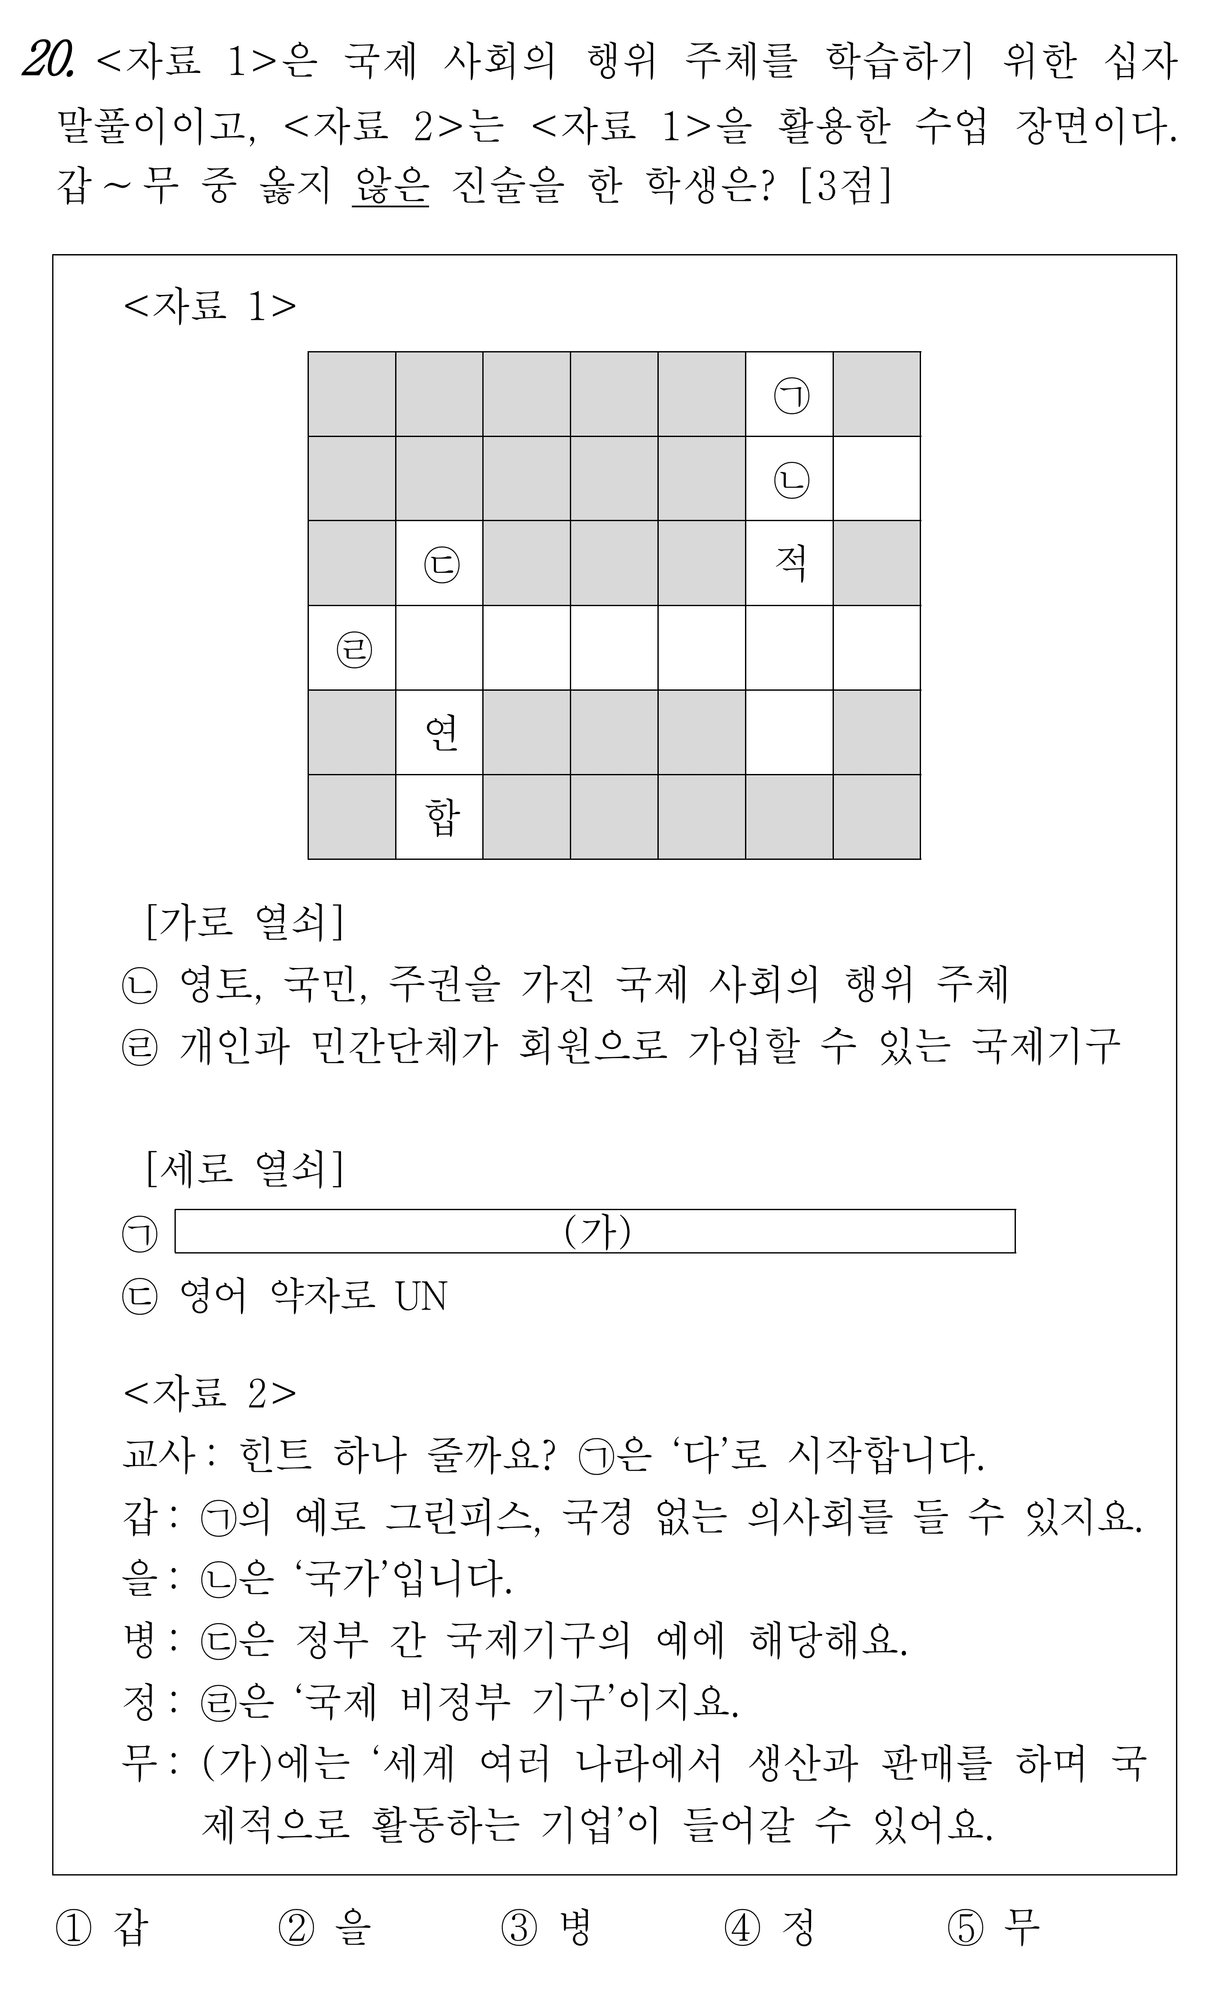 20. <자료 1>은 국제 사회의 행위 주체를 학습하기 위한 십자
말풀이이고, <자료 2>는 <자료 1>을 활용한 수업 장면이다.
갑~무 중 옳지 않은 진술을 한 학생은? [3점]
<자료 1>
㉠
㉡
㉢ 적
㉣
연
합
[가로 열쇠]
㉡ 영토, 국민, 주권을 가진 국제 사회의 행위 주체
㉣ 개인과 민간단체가 회원으로 가입할 수 있는 국제기구
[세로 열쇠]
㉠ (가)
㉢ 영어 약자로 UN
<자료 2>
교사 : 힌트 하나 줄까요? ㉠은 ‘다’로 시작합니다.
갑 : ㉠의 예로 그린피스, 국경 없는 의사회를 들 수 있지요.
을 : ㉡은 ‘국가’입니다.
병 : ㉢은 정부 간 국제기구의 예에 해당해요.
정 : ㉣은 ‘국제 비정부 기구’이지요.
무 : (가)에는 ‘세계 여러 나라에서 생산과 판매를 하며 국
제적으로 활동하는 기업’이 들어갈 수 있어요.
① 갑 ② 을 ③ 병 ④ 정 ⑤ 무